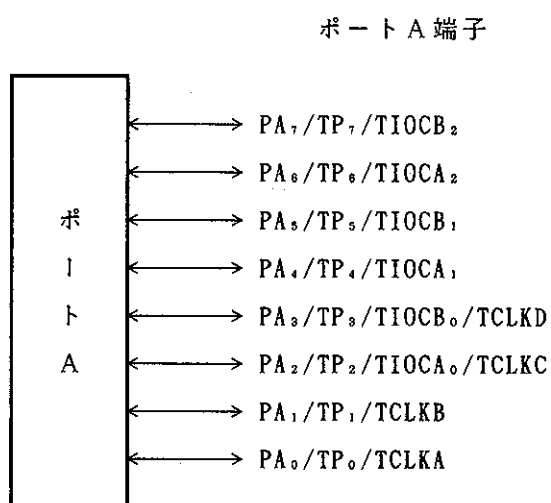 ポートA端子
PA₇/TP₇/TIOCB₂
PA₆/TP₆/TIOCA₂
PA₅/TP₅/TIOCB₁
PA₄/TP₄/TIOCA₁
PA₃/TP₃/TIOCB₀/TCLKD
PA₂/TP₂/TIOCA₀/TCLKC
PA₁/TP₁/TCLKB
PA₀/TP₀/TCLKA
ポートA